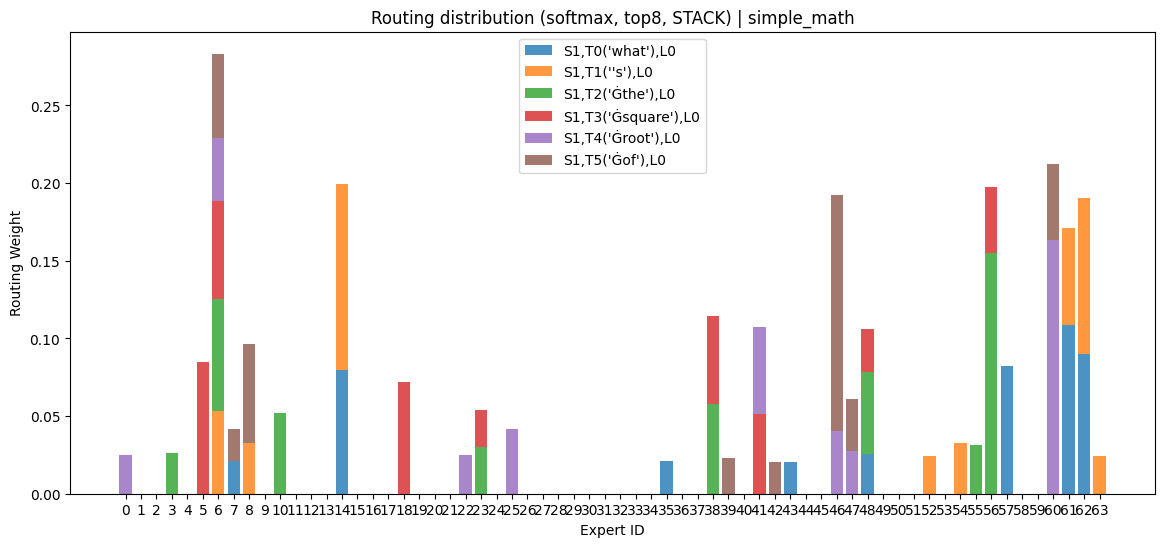 Routing distribution (softmax, top8, STACK) | simple_math
S1,T0('what'),L0
S1,T1(''s'),L0
S1,T2('Ġthe'),L0
S1,T3('Ġsquare'),L0
S1,T4('Ġroot'),L0
S1,T5('Ġof'),L0
Routing Weight
0.25
0.20
0.15
0.10
0.05
0.00
0 1 2 3 4 5 6 7 8 9 10 11 12 13 14 15 16 17 18 19 20 21 22 23 24 25 26 27 28 29 30 31 32 33 34 35 36 37 38 39 40 41 42 43 44 45 46 47 48 49 50 51 52 53 54 55 56 57 58 59 60 61 62 63
Expert ID